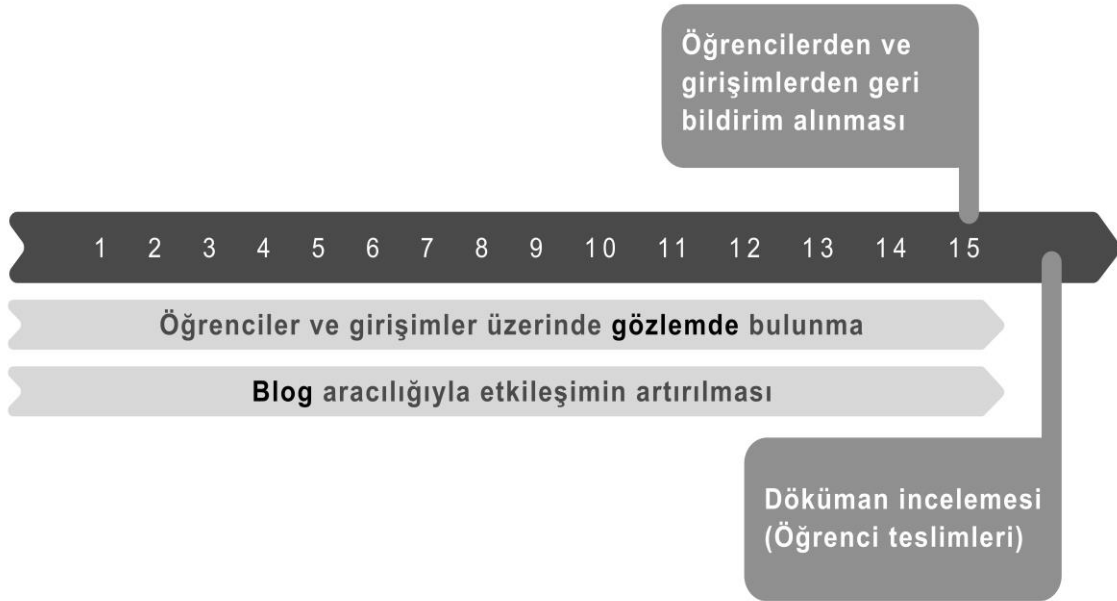 Öğrencilerden ve
girişimlerden geri
bildirim alınması
1 2 3 4 5 6 7 8 9 10 11 12 13 14 15
Öğrenciler ve girişimler üzerinde gözlemde bulunma
Blog aracılığıyla etkileşimin artırılması
Döküman incelemesi
(Öğrenci teslimleri)